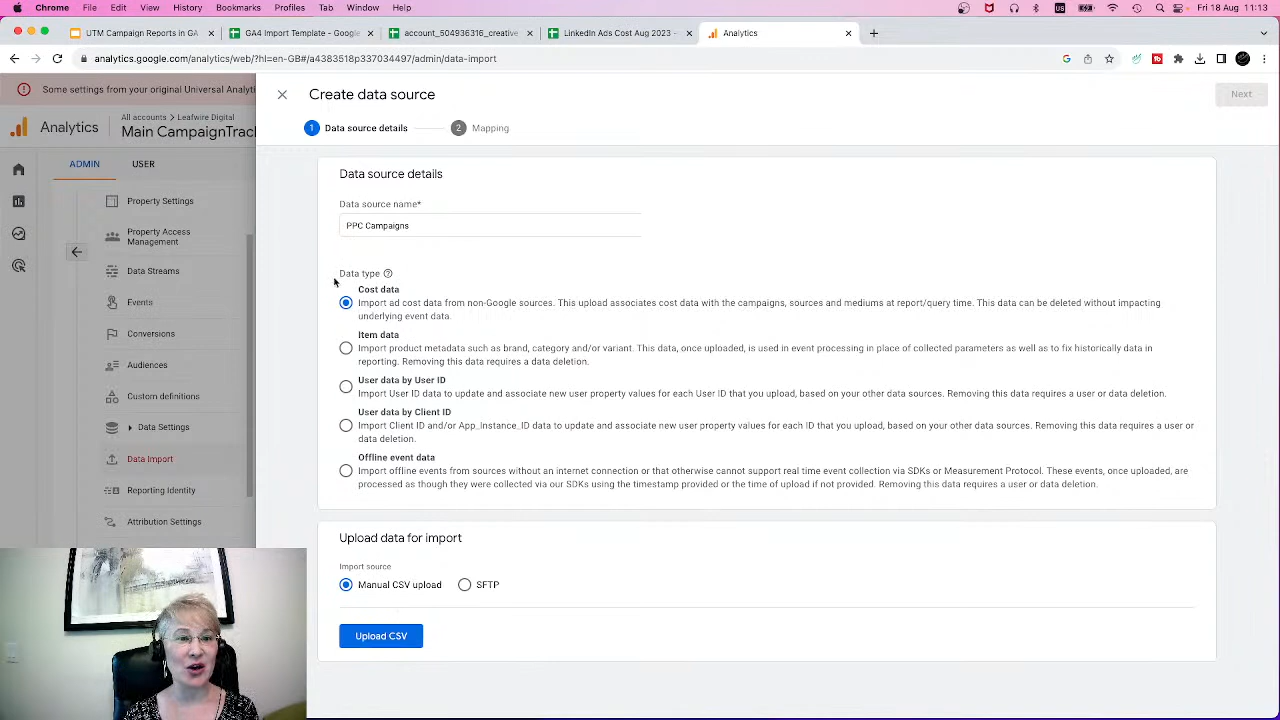 Chrome File Edit View History Bookmarks Profiles Tab Window Help Fri 18 Aug 11:13
UTM Campaign Reports in GA
GA4 Import Template - Google
account_504936316_creative
LinkedIn Ads Cost Aug 2023 -
Analytics
analytics.google.com/analytics/web/?hl=en-GB#/a4383518p337034497/admin/data-import
Some settings from your original Universal Analyti
Analytics
All accounts > Leafwire Digital
Main CampaignTrack
ADMIN
USER
Property Settings
Property Access
Management
Data Streams
Events
Conversions
Audiences
Custom definitions
Data Settings
Data Import
Reporting Identity
Attribution Settings
Create data source
Next
1 Data source details
2 Mapping
Data source details
Data source name*
PPC Campaigns
Data type
Cost data
Import ad cost data from non-Google sources. This upload associates cost data with the campaigns, sources and mediums at report/query time. This data can be deleted without impacting
underlying event data.
Item data
Import product metadata such as brand, category and/or variant. This data, once uploaded, is used in event processing in place of collected parameters as well as to fix historically data in
reporting. Removing this data requires a data deletion.
User data by User ID
Import User ID data to update and associate new user property values for each User ID that you upload, based on your other data sources. Removing this data requires a user or data deletion.
User data by Client ID
Import Client ID and/or App_Instance_ID data to update and associate new user property values for each ID that you upload, based on your other data sources. Removing this data requires a user or
data deletion.
Offline event data
Import offline events from sources without an internet connection or that otherwise cannot support real time event collection via SDKs or Measurement Protocol. These events, once uploaded, are
processed as though they were collected via our SDKs using the timestamp provided or the time of upload if not provided. Removing this data requires a user or data deletion.
Upload data for import
Import source
Manual CSV upload
SFTP
Upload CSV